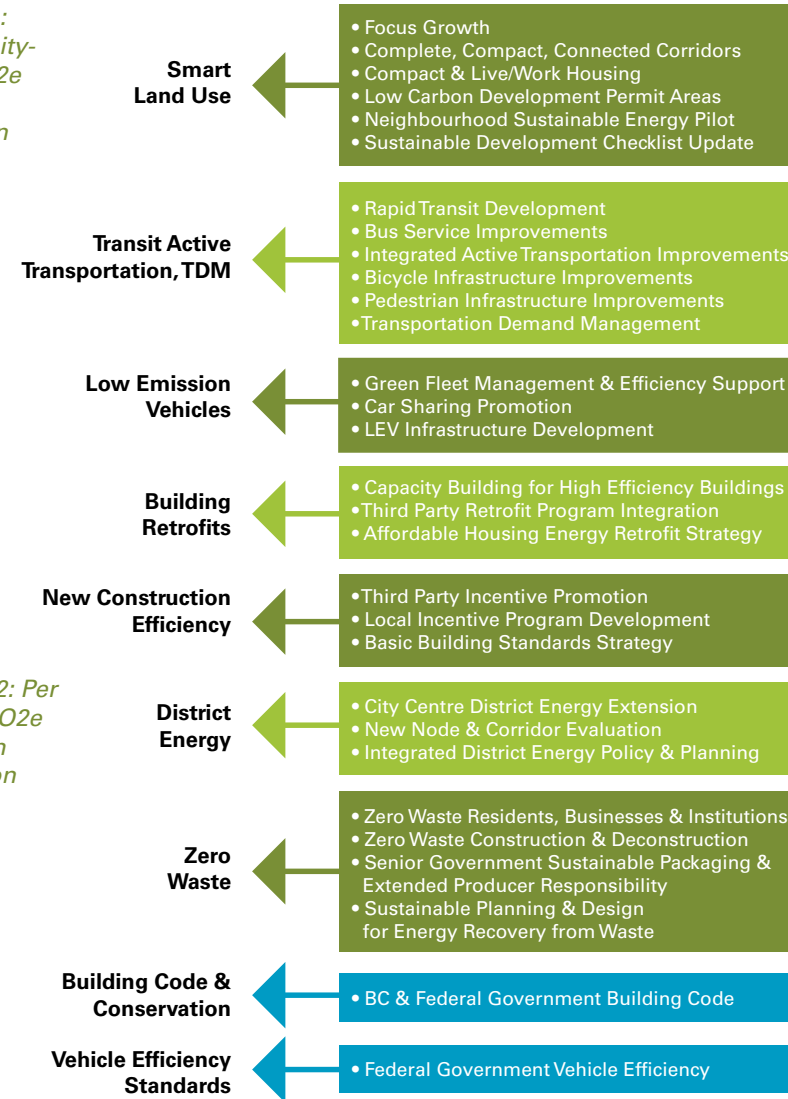 :
ity-
2e
n
Smart
Land Use
• Focus Growth
• Complete, Compact, Connected Corridors
• Compact & Live/Work Housing
• Low Carbon Development Permit Areas
• Neighbourhood Sustainable Energy Pilot
• Sustainable Development Checklist Update
Transit Active
Transportation, TDM
• Rapid Transit Development
• Bus Service Improvements
• Integrated Active Transportation Improvements
• Bicycle Infrastructure Improvements
• Pedestrian Infrastructure Improvements
• Transportation Demand Management
Low Emission
Vehicles
• Green Fleet Management & Efficiency Support
• Car Sharing Promotion
• LEV Infrastructure Development
Building
Retrofits
• Capacity Building for High Efficiency Buildings
• Third Party Retrofit Program Integration
• Affordable Housing Energy Retrofit Strategy
New Construction
Efficiency
• Third Party Incentive Promotion
• Local Incentive Program Development
• Basic Building Standards Strategy
2: Per
O2e
n
on
District
Energy
• City Centre District Energy Extension
• New Node & Corridor Evaluation
• Integrated District Energy Policy & Planning
Zero
Waste
• Zero Waste Residents, Businesses & Institutions
• Zero Waste Construction & Deconstruction
• Senior Government Sustainable Packaging &
Extended Producer Responsibility
• Sustainable Planning & Design
for Energy Recovery from Waste
Building Code &
Conservation
• BC & Federal Government Building Code
Vehicle Efficiency
Standards
• Federal Government Vehicle Efficiency